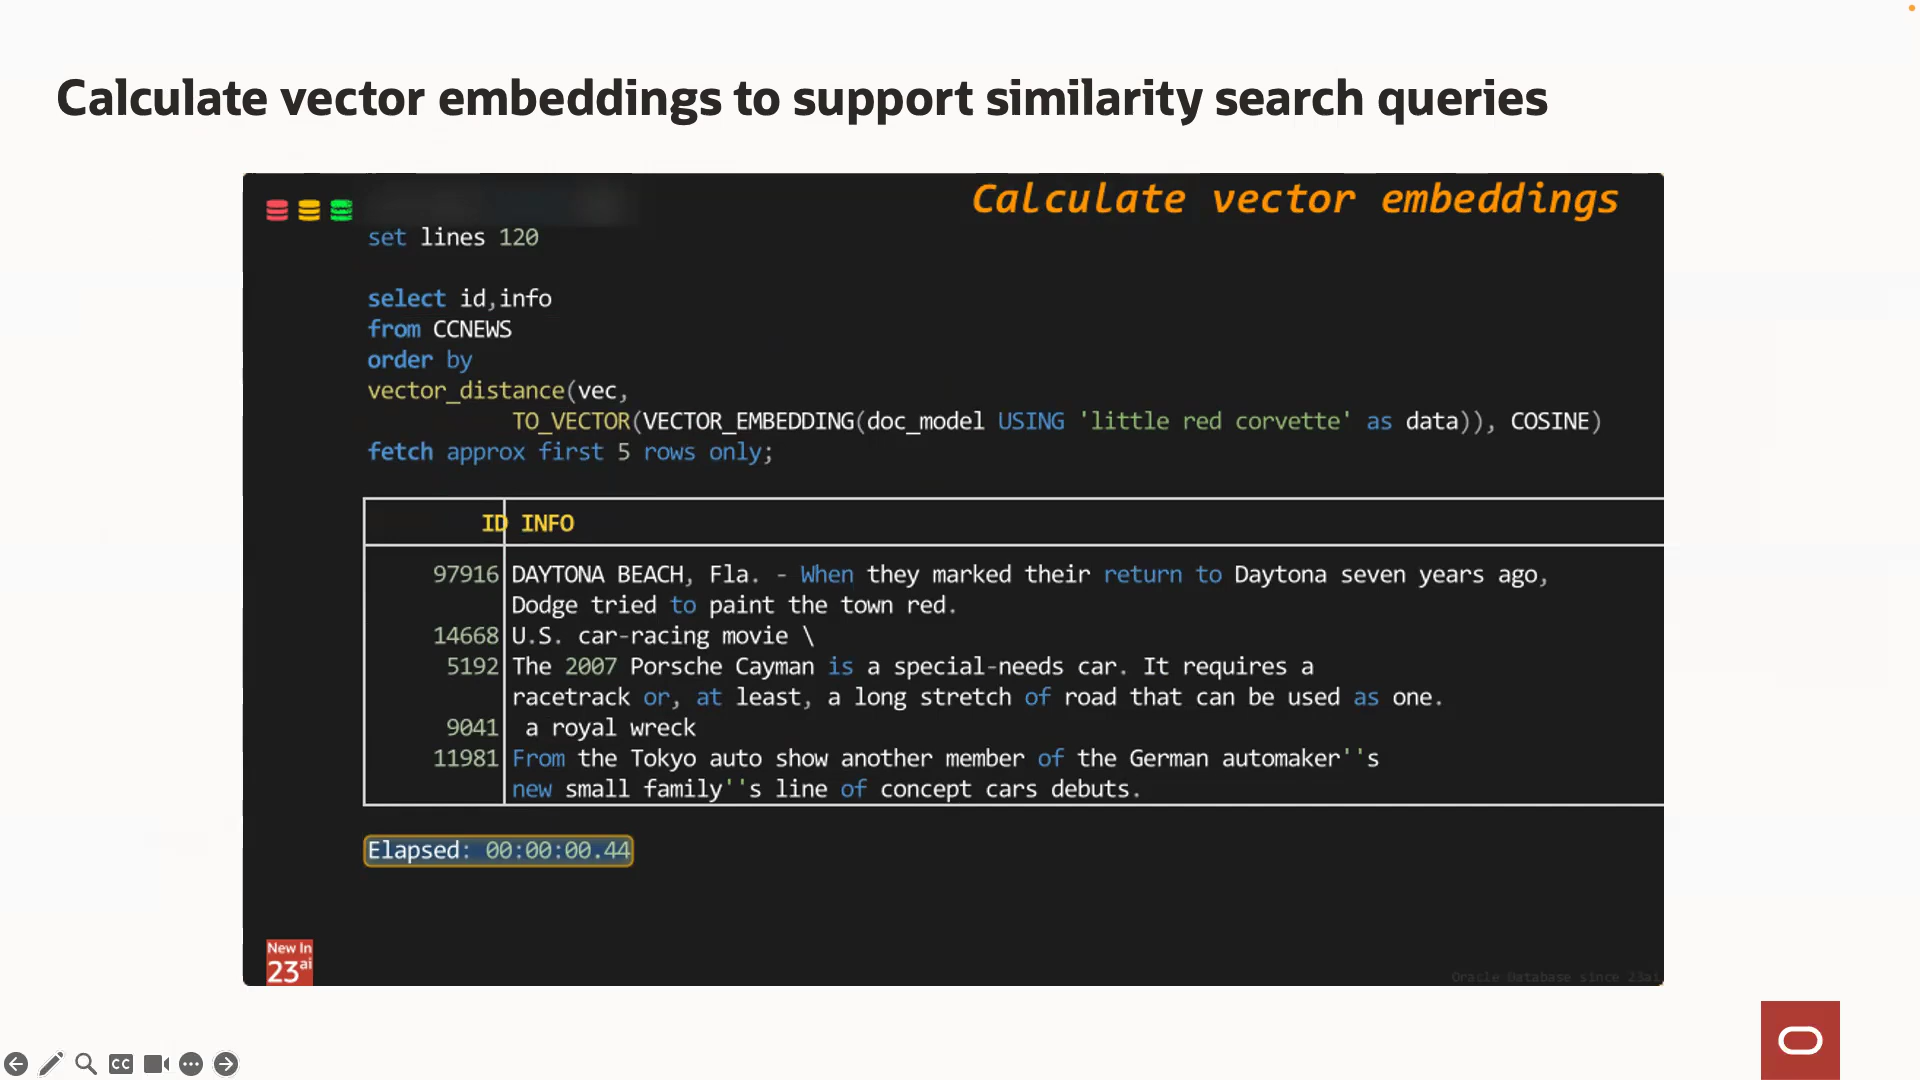 Calculate vector embeddings to support similarity search queries
Calculate vector embeddings
set lines 120
select id,info
from CCNEWS
order by
vector_distance(vec,
TO_VECTOR(VECTOR_EMBEDDING(doc_model USING 'little red corvette' as data)), COSINE)
fetch approx first 5 rows only;
ID INFO
97916 DAYTONA BEACH, Fla. - When they marked their return to Daytona seven years ago,
Dodge tried to paint the town red.
14668 U.S. car-racing movie \
5192 The 2007 Porsche Cayman is a special-needs car. It requires a
racetrack or, at least, a long stretch of road that can be used as one.
9041 a royal wreck
11981 From the Tokyo auto show another member of the German automaker''s
new small family''s line of concept cars debuts.
Elapsed: 00:00:00.44
New In
23ai
Oracle Database since 23ai
CC